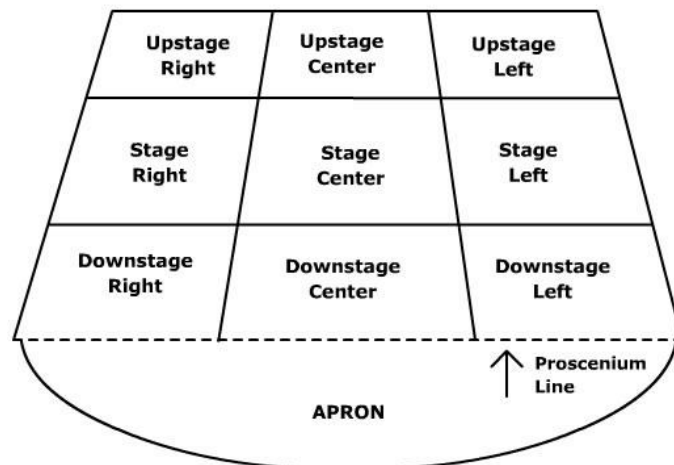 Upstage
Right
Upstage
Center
Upstage
Left
Stage
Right
Stage
Center
Stage
Left
Downstage
Right
Downstage
Center
Downstage
Left
Proscenium
Line
APRON